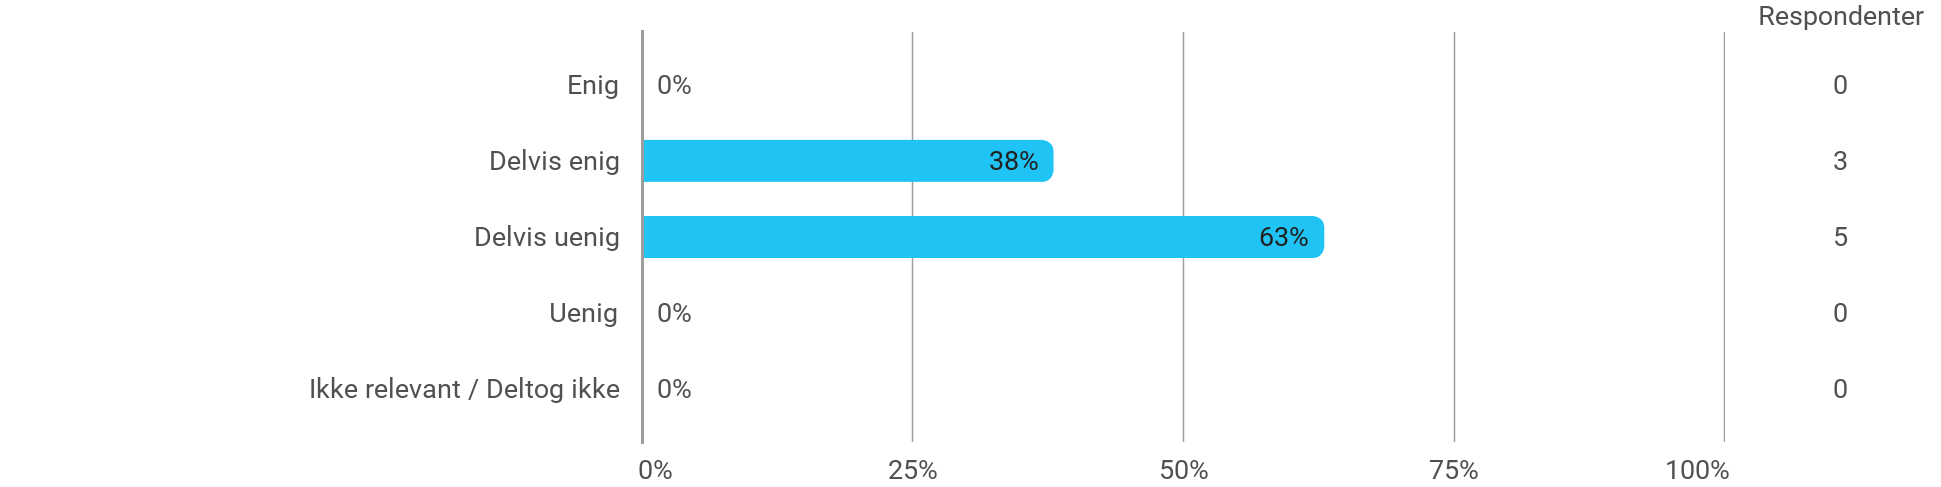 Respondenter
Enig 0% 0
Delvis enig 38% 3
Delvis uenig 63% 5
Uenig 0% 0
Ikke relevant / Deltog ikke 0% 0
0% 25% 50% 75% 100%